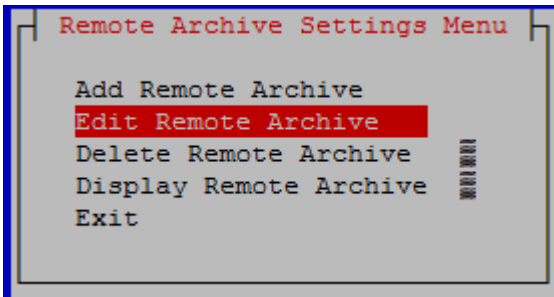 Remote Archive Settings Menu
Add Remote Archive
Edit Remote Archive
Delete Remote Archive
Display Remote Archive
Exit